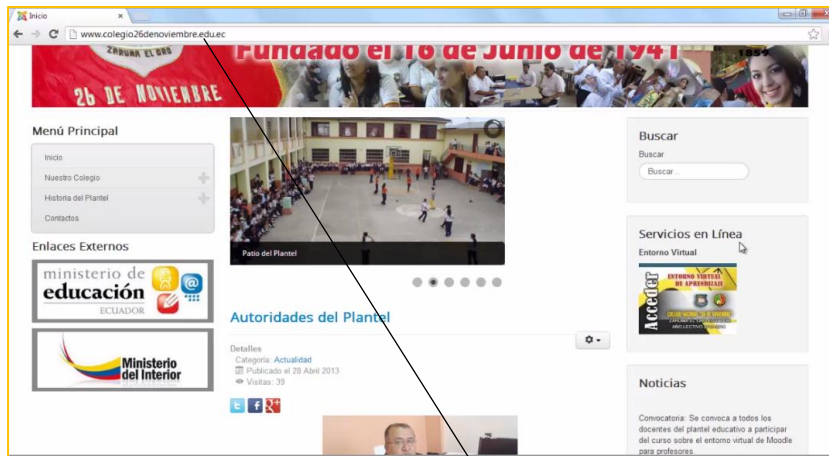 Inicio
www.colegio26denoviembre.edu.ec
ZARUMA EL ORO
26 DE NOVIEMBRE
Fundado el 16 de Junio de 1941
1859
Menú Principal
Inicio
Nuestro Colegio
Historia del Plantel
Contactos
Enlaces Externos
ministerio de
educación
ECUADOR
Ministerio
del Interior
Patio del Plantel
Autoridades del Plantel
Detalles
Categoría: Actualidad
Publicado el 28 Abril 2013
Visitas: 39
Buscar
Buscar
Buscar...
Servicios en Línea
Entorno Virtual
Acceder
ENTORNO VIRTUAL
DE APRENDIZAJE
Noticias
Convocatoria: Se convoca a todos los
docentes del plantel educativo a participar
del curso sobre el entorno virtual de Moodle
para profesores.